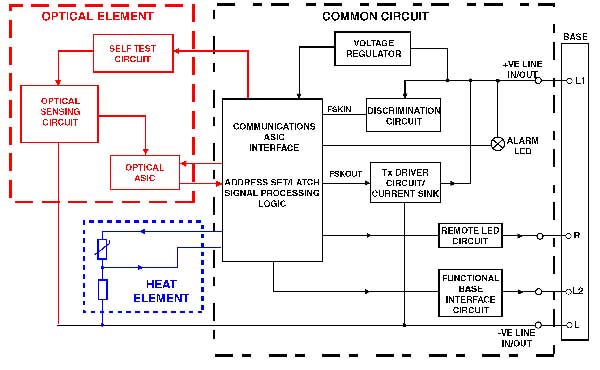 OPTICAL ELEMENT
COMMON CIRCUIT
SELF TEST
CIRCUIT
VOLTAGE
REGULATOR
BASE
+VE LINE
IN/OUT
L1
OPTICAL
SENSING
CIRCUIT
FSKIN
DISCRIMINATION
CIRCUIT
COMMUNICATIONS
ASIC
INTERFACE
ALARM
LED
OPTICAL
ASIC
ADDRESS SET/LATCH
SIGNAL PROCESSING
LOGIC
FSKOUT
Tx DRIVER
CIRCUIT/
CURRENT SINK
REMOTE LED
CIRCUIT
R
HEAT
ELEMENT
FUNCTIONAL
BASE
INTERFACE
CIRCUIT
L2
L
-VE LINE
IN/OUT